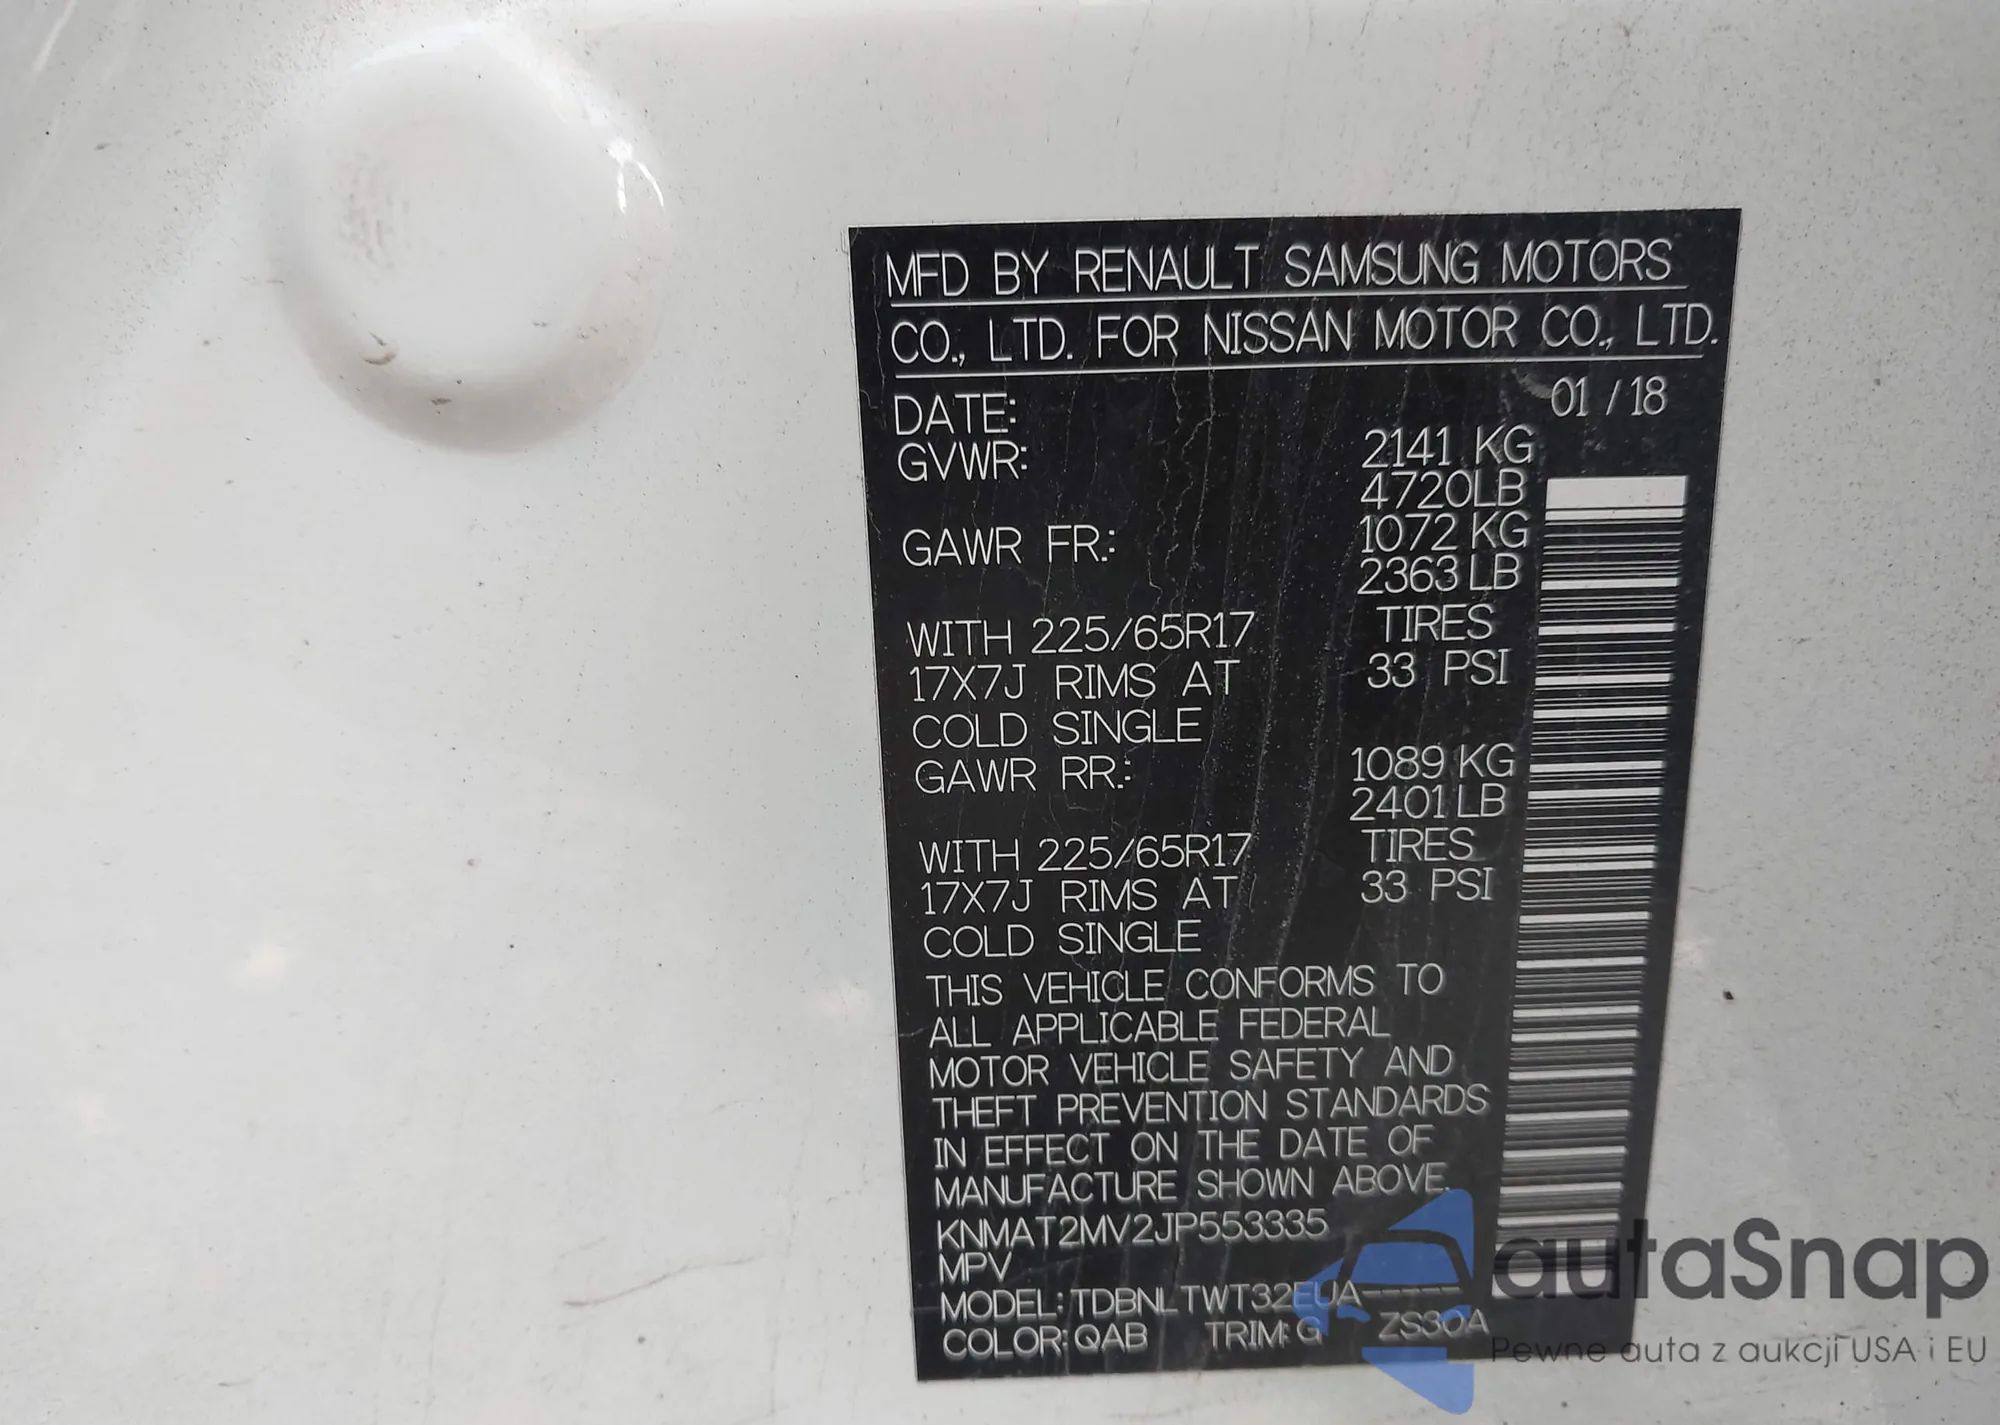 MFD BY RENAULT SAMSUNG MOTORS
CO., LTD. FOR NISSAN MOTOR CO., LTD.
DATE: 01 / 18
GVWR: 2141 KG
4720LB
GAWR FR.: 1072 KG
2363 LB
WITH 225/65R17 TIRES
17X7J RIMS AT 33 PSI
COLD SINGLE
GAWR RR.: 1089 KG
2401 LB
WITH 225/65R17 TIRES
17X7J RIMS AT 33 PSI
COLD SINGLE
THIS VEHICLE CONFORMS TO
ALL APPLICABLE FEDERAL
MOTOR VEHICLE SAFETY AND
THEFT PREVENTION STANDARDS
IN EFFECT ON THE DATE OF
MANUFACTURE SHOWN ABOVE.
KNMAT2MV2JP553335
MPV
MODEL: TDBNLTWT32EUA-----
COLOR: QAB TRIM: G ZS30A
autaSnap
Pewne auta z aukcji USA i EU